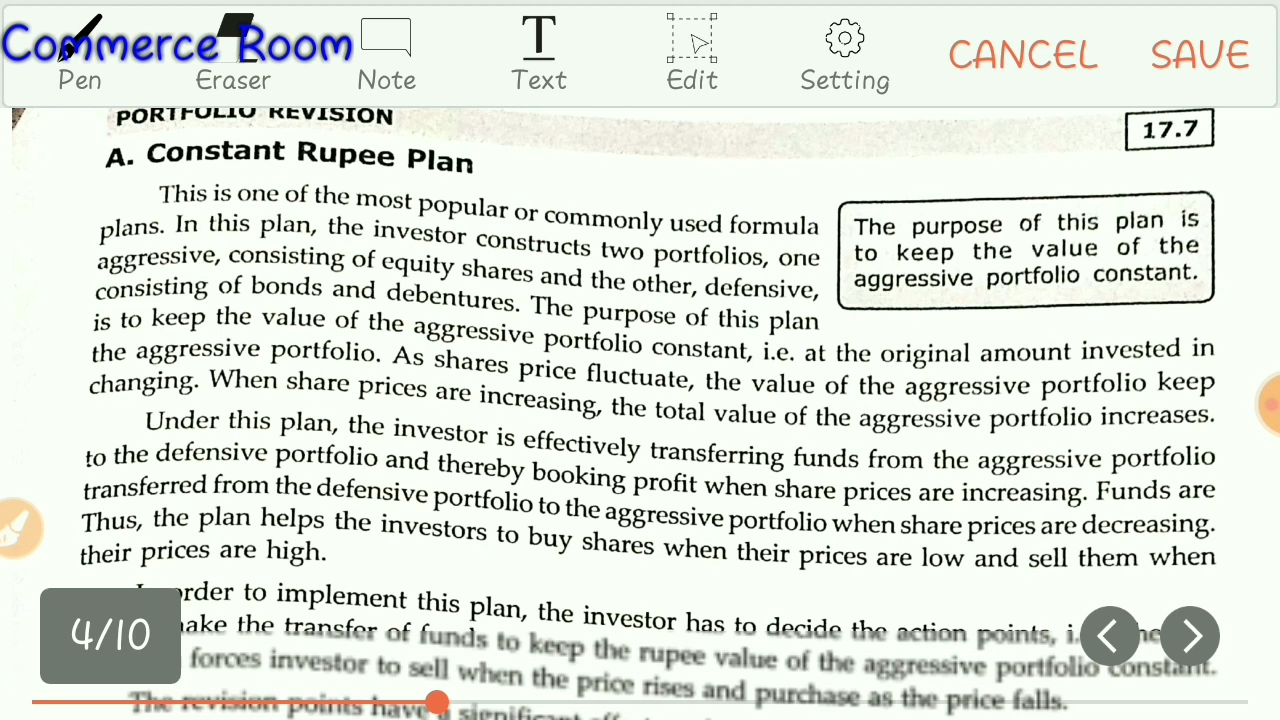 Commerce Room
Pen
Eraser
Note
Text
Edit
Setting
CANCEL
SAVE
PORTFOLIO REVISION
17.7
A. Constant Rupee Plan
This is one of the most popular or commonly used formula
plans. In this plan, the investor constructs two portfolios, one
aggressive, consisting of equity shares and the other, defensive,
consisting of bonds and debentures. The purpose of this plan
is to keep the value of the aggressive portfolio constant, i.e. at the original amount invested in
the aggressive portfolio. As shares price fluctuate, the value of the aggressive portfolio keep
changing. When share prices are increasing, the total value of the aggressive portfolio increases.
The purpose of this plan is
to keep the value of the
aggressive portfolio constant.
Under this plan, the investor is effectively transferring funds from the aggressive portfolio
to the defensive portfolio and thereby booking profit when share prices are increasing. Funds are
transferred from the defensive portfolio to the aggressive portfolio when share prices are decreasing.
Thus, the plan helps the investors to buy shares when their prices are low and sell them when
their prices are high.
order to implement this plan, the investor has to decide the action points,
the transfer of funds to keep the rupee value of the aggressive portfolio constant.
forces investor to sell when the price rises and purchase as the price falls.
The revision points have a significant
4/10